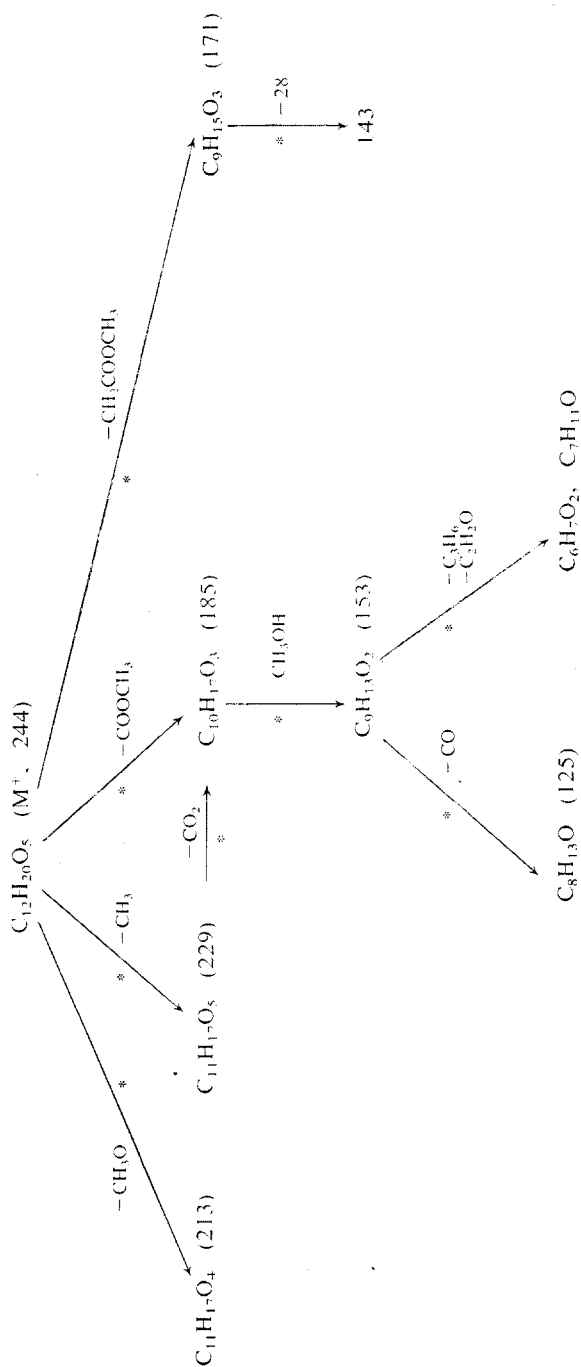 C₁₂H₂₀O₅ (M⁺, 244)
−CH₃O
*
* −CH₃
* −COOCH₃
* −CH₂COOCH₃
C₁₁H₁₇O₄ (213)
C₁₁H₁₇O₅ (229)
−CO₂
*
C₁₀H₁₇O₃ (185)
C₉H₁₅O₃ (171)
* CH₃OH
* −28
C₉H₁₃O₂ (153)
143
* −CO
* −C₃H₆
−C₂H₂O
C₈H₁₃O (125)
C₆H₇O₂, C₇H₁₁O